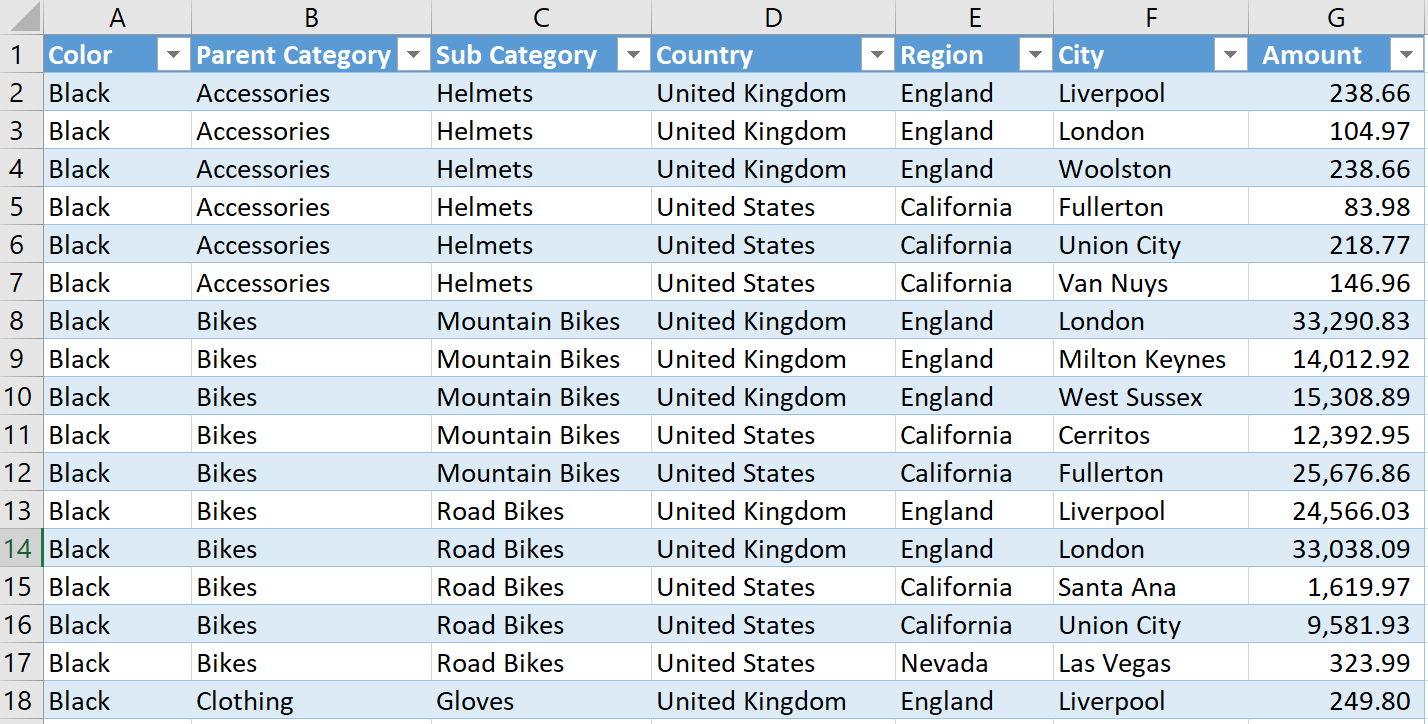 A B C D E F G
1 Color Parent Category Sub Category Country Region City Amount
2 Black Accessories Helmets United Kingdom England Liverpool 238.66
3 Black Accessories Helmets United Kingdom England London 104.97
4 Black Accessories Helmets United Kingdom England Woolston 238.66
5 Black Accessories Helmets United States California Fullerton 83.98
6 Black Accessories Helmets United States California Union City 218.77
7 Black Accessories Helmets United States California Van Nuys 146.96
8 Black Bikes Mountain Bikes United Kingdom England London 33,290.83
9 Black Bikes Mountain Bikes United Kingdom England Milton Keynes 14,012.92
10 Black Bikes Mountain Bikes United Kingdom England West Sussex 15,308.89
11 Black Bikes Mountain Bikes United States California Cerritos 12,392.95
12 Black Bikes Mountain Bikes United States California Fullerton 25,676.86
13 Black Bikes Road Bikes United Kingdom England Liverpool 24,566.03
14 Black Bikes Road Bikes United Kingdom England London 33,038.09
15 Black Bikes Road Bikes United States California Santa Ana 1,619.97
16 Black Bikes Road Bikes United States California Union City 9,581.93
17 Black Bikes Road Bikes United States Nevada Las Vegas 323.99
18 Black Clothing Gloves United Kingdom England Liverpool 249.80